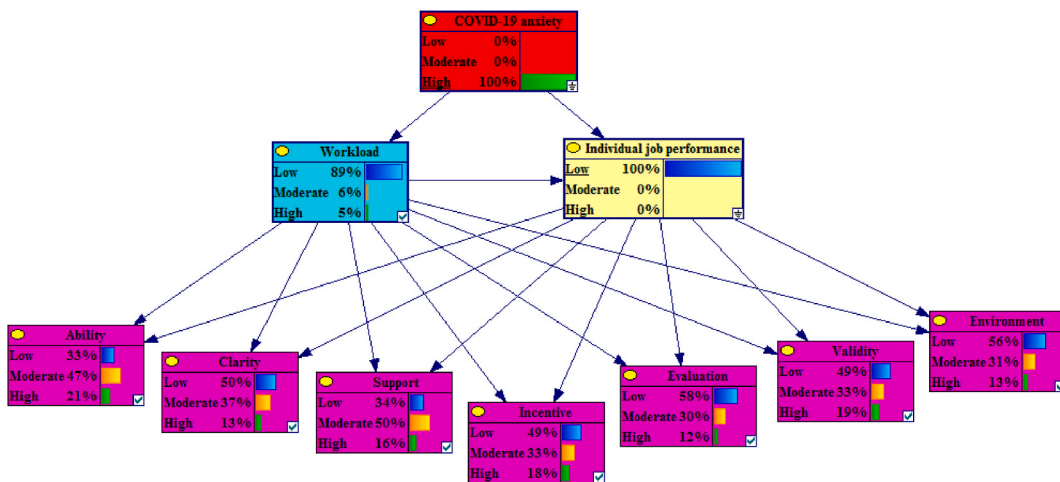 COVID-19 anxiety
Low 0%
Moderate 0%
High 100%
Workload
Low 89%
Moderate 6%
High 5%
Individual job performance
Low 100%
Moderate 0%
High 0%
Ability
Low 33%
Moderate 47%
High 21%
Clarity
Low 50%
Moderate 37%
High 13%
Support
Low 34%
Moderate 50%
High 16%
Incentive
Low 49%
Moderate 33%
High 18%
Evaluation
Low 58%
Moderate 30%
High 12%
Validity
Low 49%
Moderate 33%
High 19%
Environment
Low 56%
Moderate 31%
High 13%